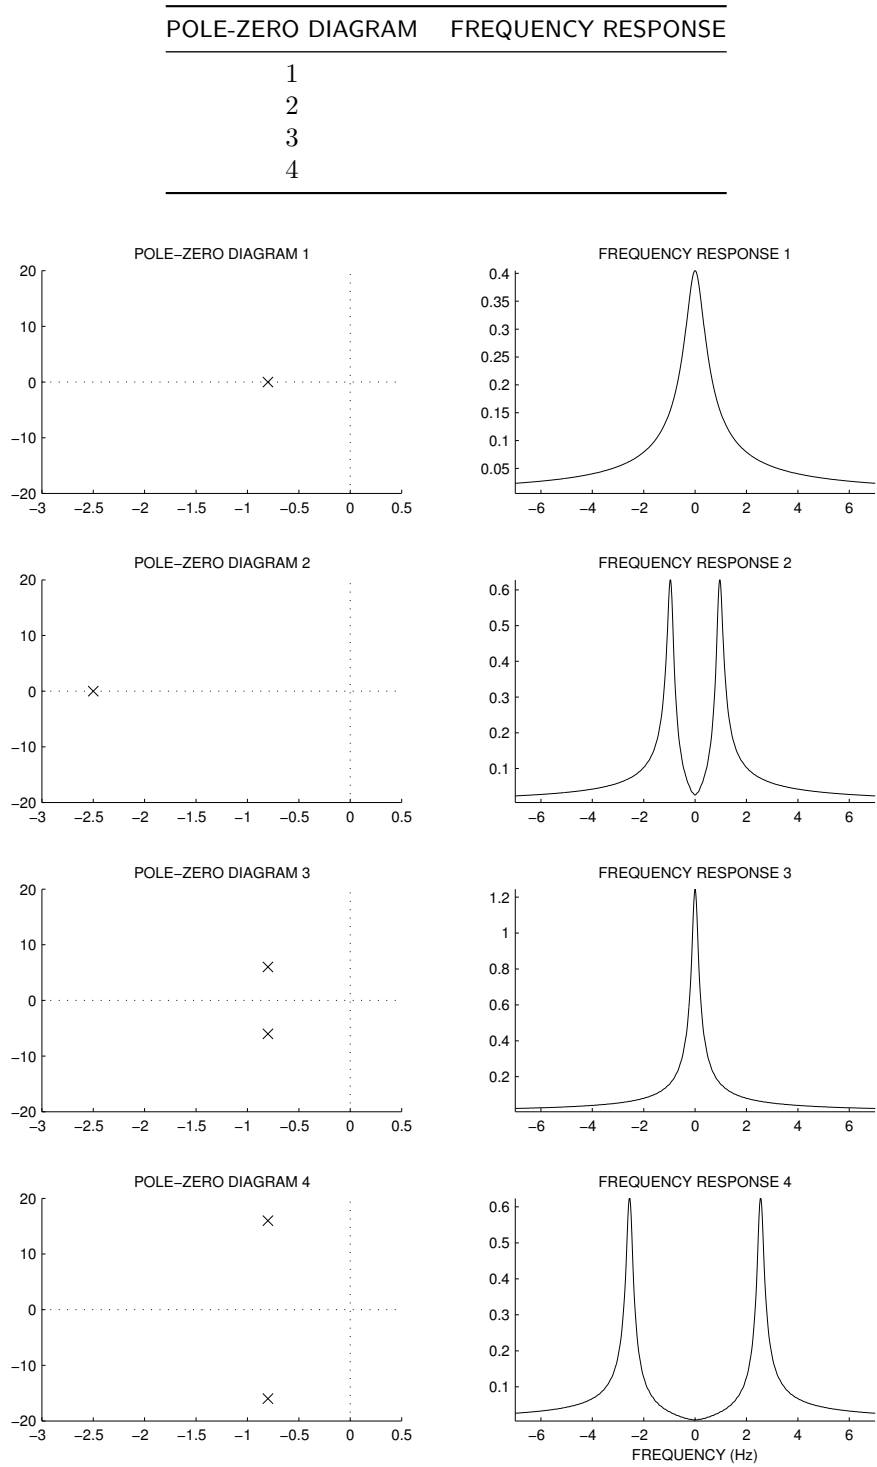 POLE-ZERO DIAGRAM FREQUENCY RESPONSE
1
2
3
4
POLE−ZERO DIAGRAM 1
20
10
0
−10
−20
−3 −2.5 −2 −1.5 −1 −0.5 0 0.5
FREQUENCY RESPONSE 1
0.4
0.35
0.3
0.25
0.2
0.15
0.1
0.05
−6 −4 −2 0 2 4 6
POLE−ZERO DIAGRAM 2
20
10
0
−10
−20
−3 −2.5 −2 −1.5 −1 −0.5 0 0.5
FREQUENCY RESPONSE 2
0.6
0.5
0.4
0.3
0.2
0.1
−6 −4 −2 0 2 4 6
POLE−ZERO DIAGRAM 3
20
10
0
−10
−20
−3 −2.5 −2 −1.5 −1 −0.5 0 0.5
FREQUENCY RESPONSE 3
1.2
1
0.8
0.6
0.4
0.2
−6 −4 −2 0 2 4 6
POLE−ZERO DIAGRAM 4
20
10
0
−10
−20
−3 −2.5 −2 −1.5 −1 −0.5 0 0.5
FREQUENCY RESPONSE 4
0.6
0.5
0.4
0.3
0.2
0.1
−6 −4 −2 0 2 4 6
FREQUENCY (Hz)